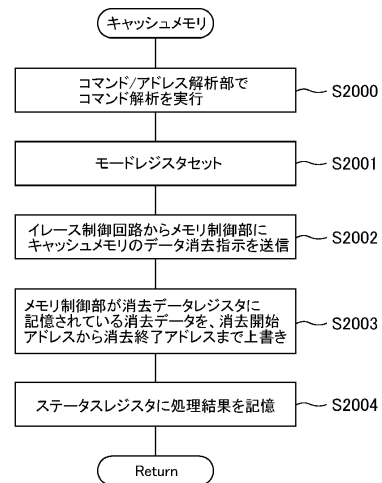 キャッシュメモリ
コマンド/アドレス解析部で
コマンド解析を実行
S2000
モードレジスタセット
S2001
イレース制御回路からメモリ制御部に
キャッシュメモリのデータ消去指示を送信
S2002
メモリ制御部が消去データレジスタに
記憶されている消去データを、消去開始
アドレスから消去終了アドレスまで上書き
S2003
ステータスレジスタに処理結果を記憶
S2004
Return